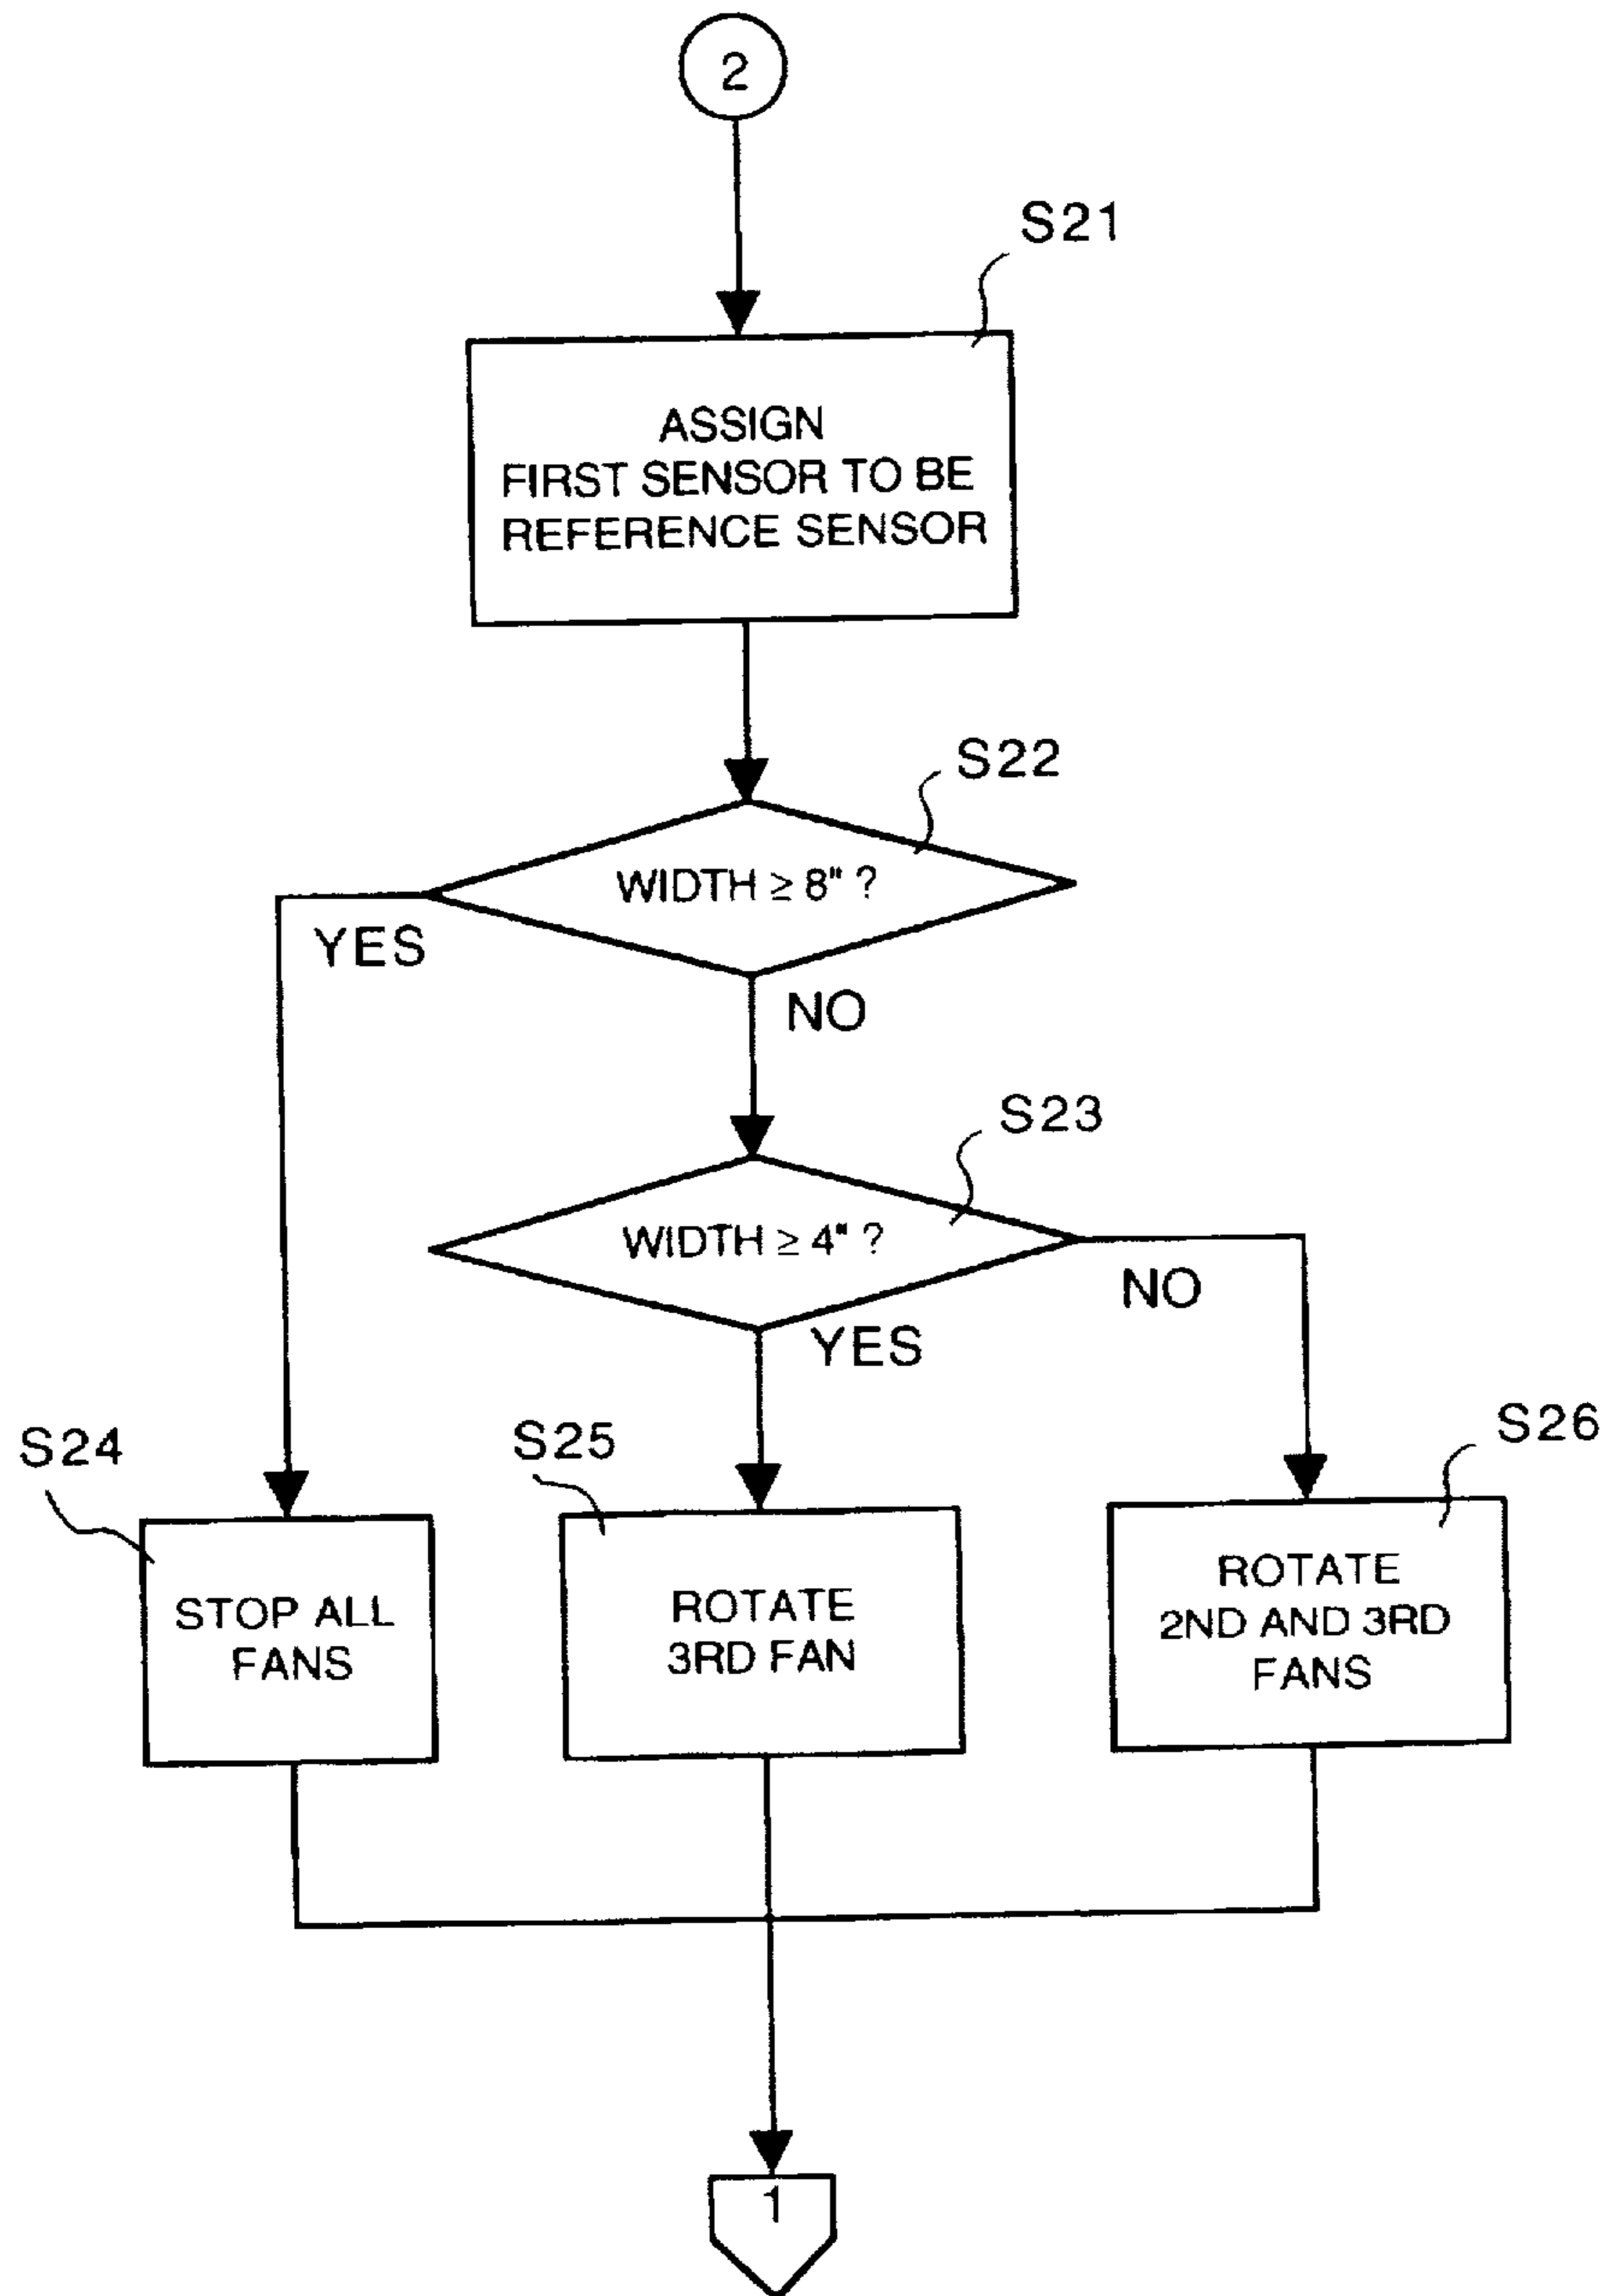 2
S21
ASSIGN
FIRST SENSOR TO BE
REFERENCE SENSOR
S22
WIDTH ≥ 8" ?
YES
NO
S23
WIDTH ≥ 4" ?
NO
YES
S24
S25
S26
STOP ALL
FANS
ROTATE
3RD FAN
ROTATE
2ND AND 3RD
FANS
1